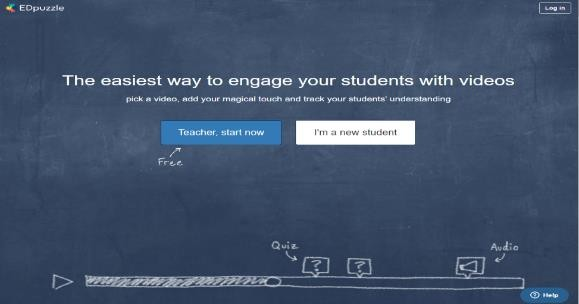 EDpuzzle
Log in
The easiest way to engage your students with videos
pick a video, add your magical touch and track your students' understanding
Teacher, start now
I'm a new student
Free
Quiz
Audio
?
?
Help